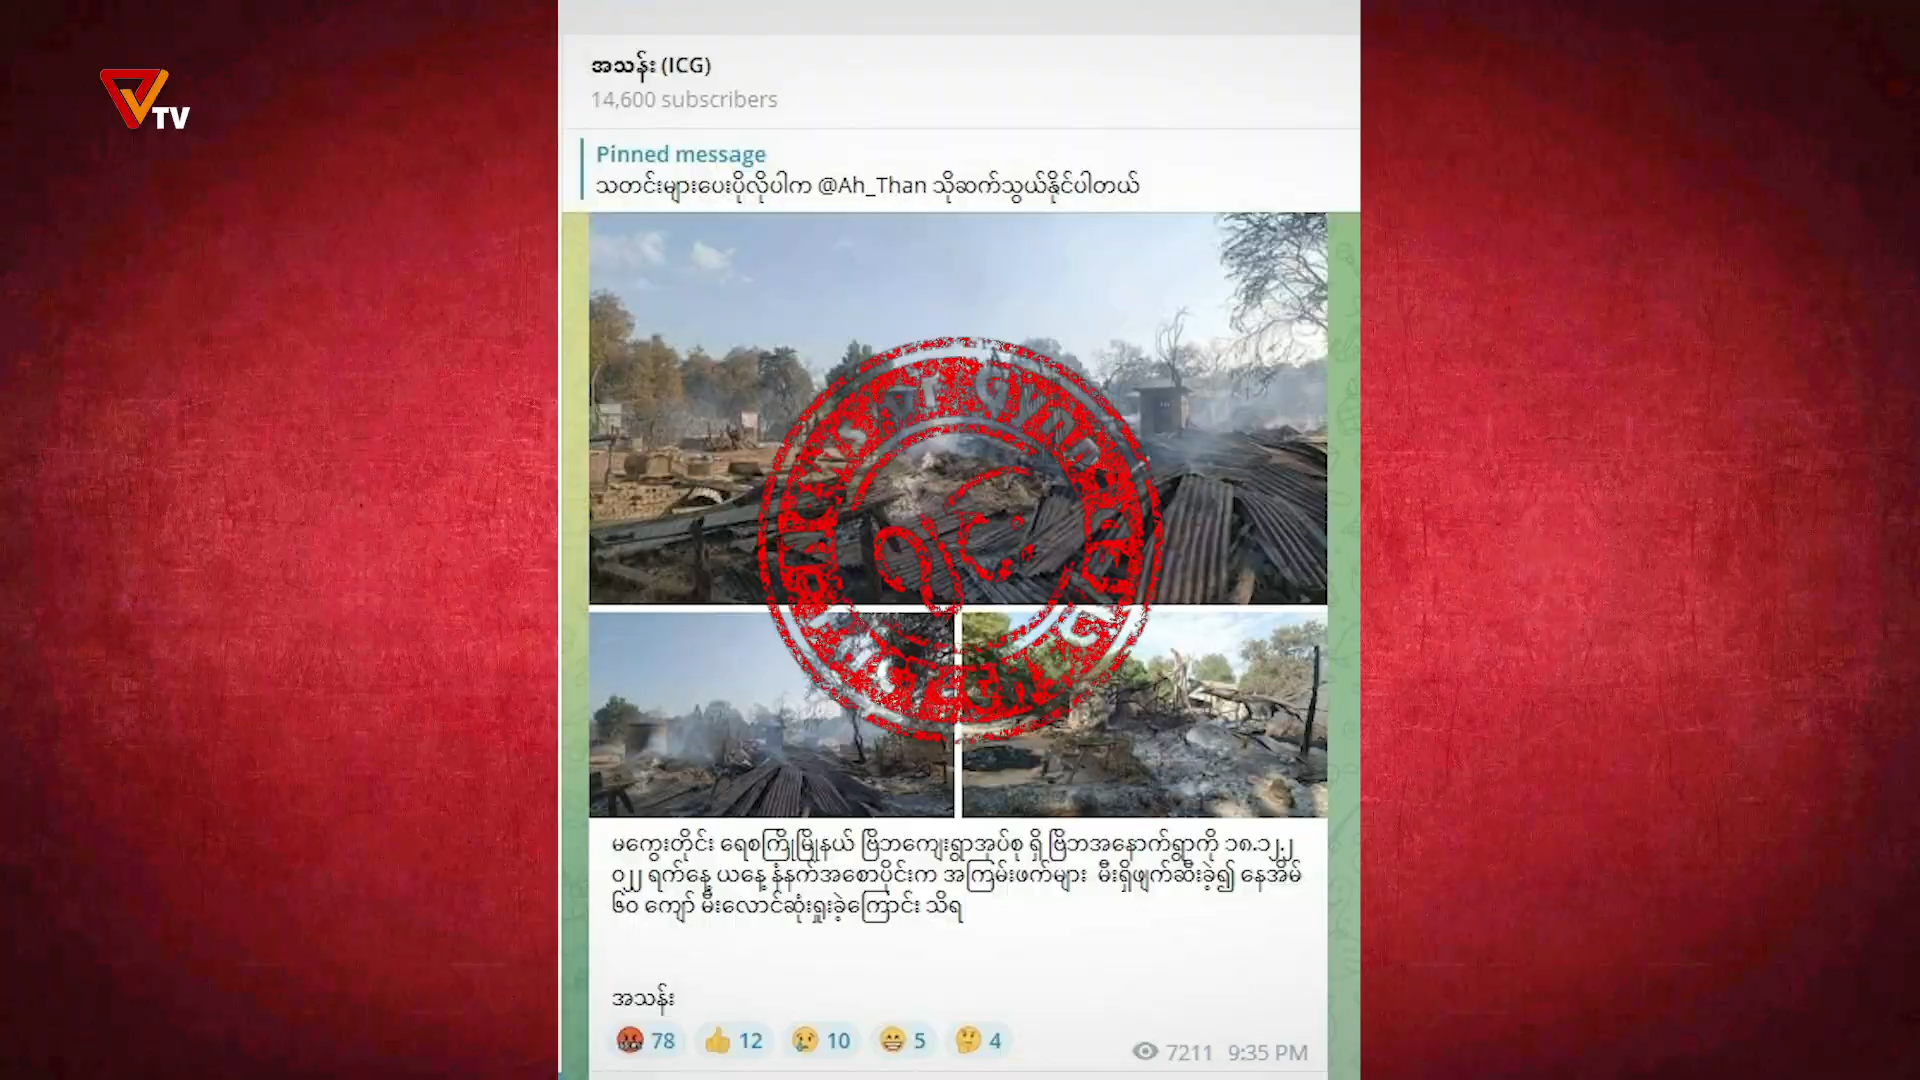 TV
အသန်း (ICG)
14,600 subscribers
Pinned message
သတင်းများပေးပိုလိုပါက @Ah_Than သိုဆက်သွယ်နိုင်ပါတယ်
မကွေးတိုင်း ရေစကြိုမြို့နယ် ဗြိဘကျေးရွာအုပ်စု ရှိ ဗြိဘအနောက်ရွာကို ၁၈.၁၂.၂
၀၂၂ ရက်နေ့ ယနေ့ နံနက်အစောပိုင်းက အကြမ်းဖက်များ မီးရှို့ဖျက်ဆီးခဲ့၍ နေအိမ်
၆၀ ကျော် မီးလောင်ဆုံးရှုးခဲ့ကြောင်း သိရ
အသန်း
78 12 10 5 4
7211 9:35 PM